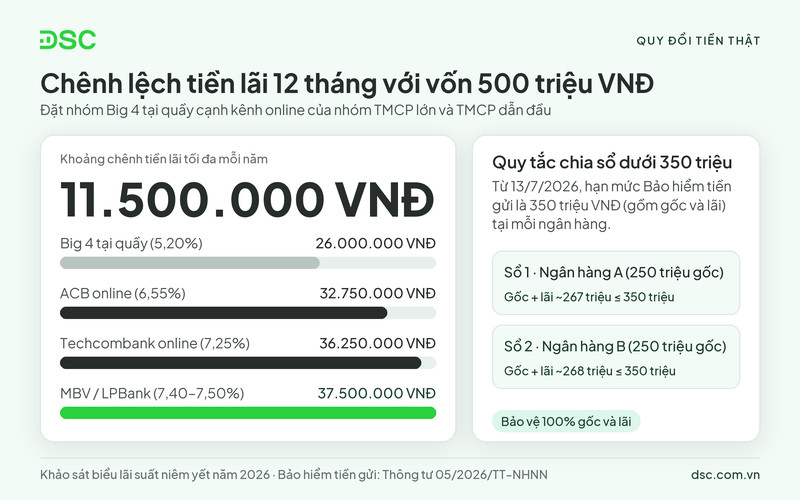 DSC
QUY ĐỔI TIỀN THẬT
Chênh lệch tiền lãi 12 tháng với vốn 500 triệu VNĐ
Đặt nhóm Big 4 tại quầy cạnh kênh online của nhóm TMCP lớn và TMCP dẫn đầu
Khoảng chênh tiền lãi tối đa mỗi năm
11.500.000 VNĐ
Big 4 tại quầy (5,20%) 26.000.000 VNĐ
ACB online (6,55%) 32.750.000 VNĐ
Techcombank online (7,25%) 36.250.000 VNĐ
MBV / LPBank (7,40–7,50%) 37.500.000 VNĐ
Quy tắc chia sổ dưới 350 triệu
Từ 13/7/2026, hạn mức Bảo hiểm tiền
gửi là 350 triệu VNĐ (gồm gốc và lãi)
tại mỗi ngân hàng.
Sổ 1 · Ngân hàng A (250 triệu gốc)
Gốc + lãi ~267 triệu ≤ 350 triệu
Sổ 2 · Ngân hàng B (250 triệu gốc)
Gốc + lãi ~268 triệu ≤ 350 triệu
Bảo vệ 100% gốc và lãi
Khảo sát biểu lãi suất niêm yết năm 2026 · Bảo hiểm tiền gửi: Thông tư 05/2026/TT-NHNN
dsc.com.vn